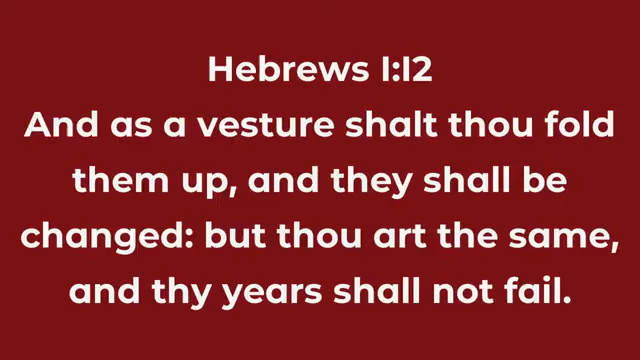 Hebrews 1:12
And as a vesture shalt thou fold
them up, and they shall be
changed: but thou art the same,
and thy years shall not fail.